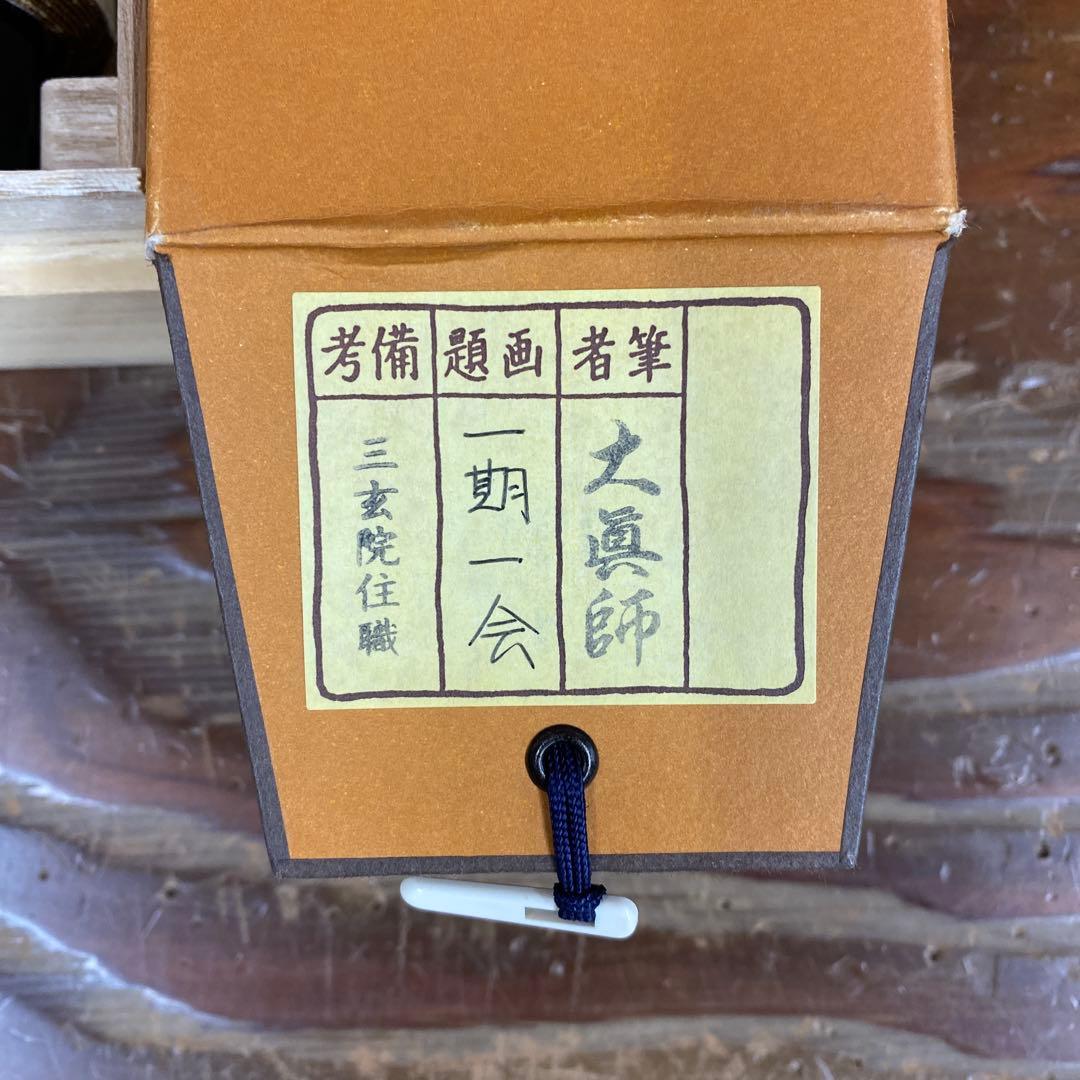 筆者
大眞師
画題
一期一会
備考
三玄院住職